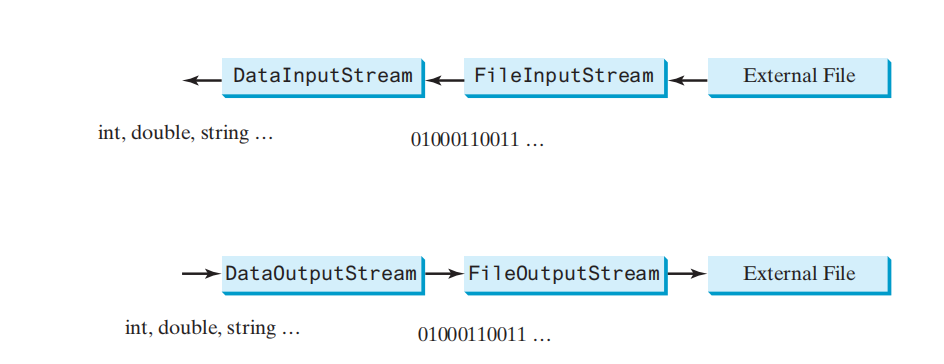 DataInputStream FileInputStream External File
int, double, string ...
01000110011 ...
DataOutputStream FileOutputStream External File
int, double, string ...
01000110011 ...